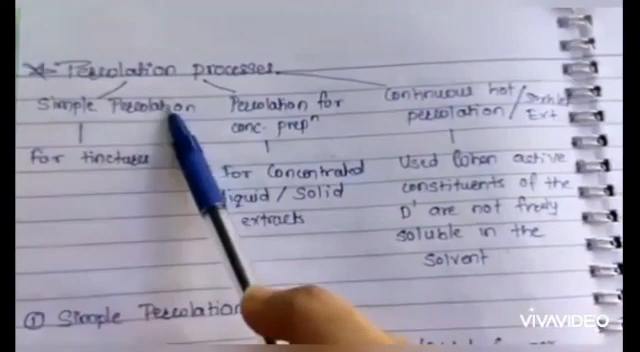 * Percolation processes
Simple Percolation
For tinctures
Percolation for
conc. prepn
For Concentrated
liquid / Solid
extracts
Continuous hot
percolation / Soxhlet
Ext
Used When active
constituents of the
D' are not freely
soluble in the
Solvent
① Simple Percolation
VIVAVIDEO